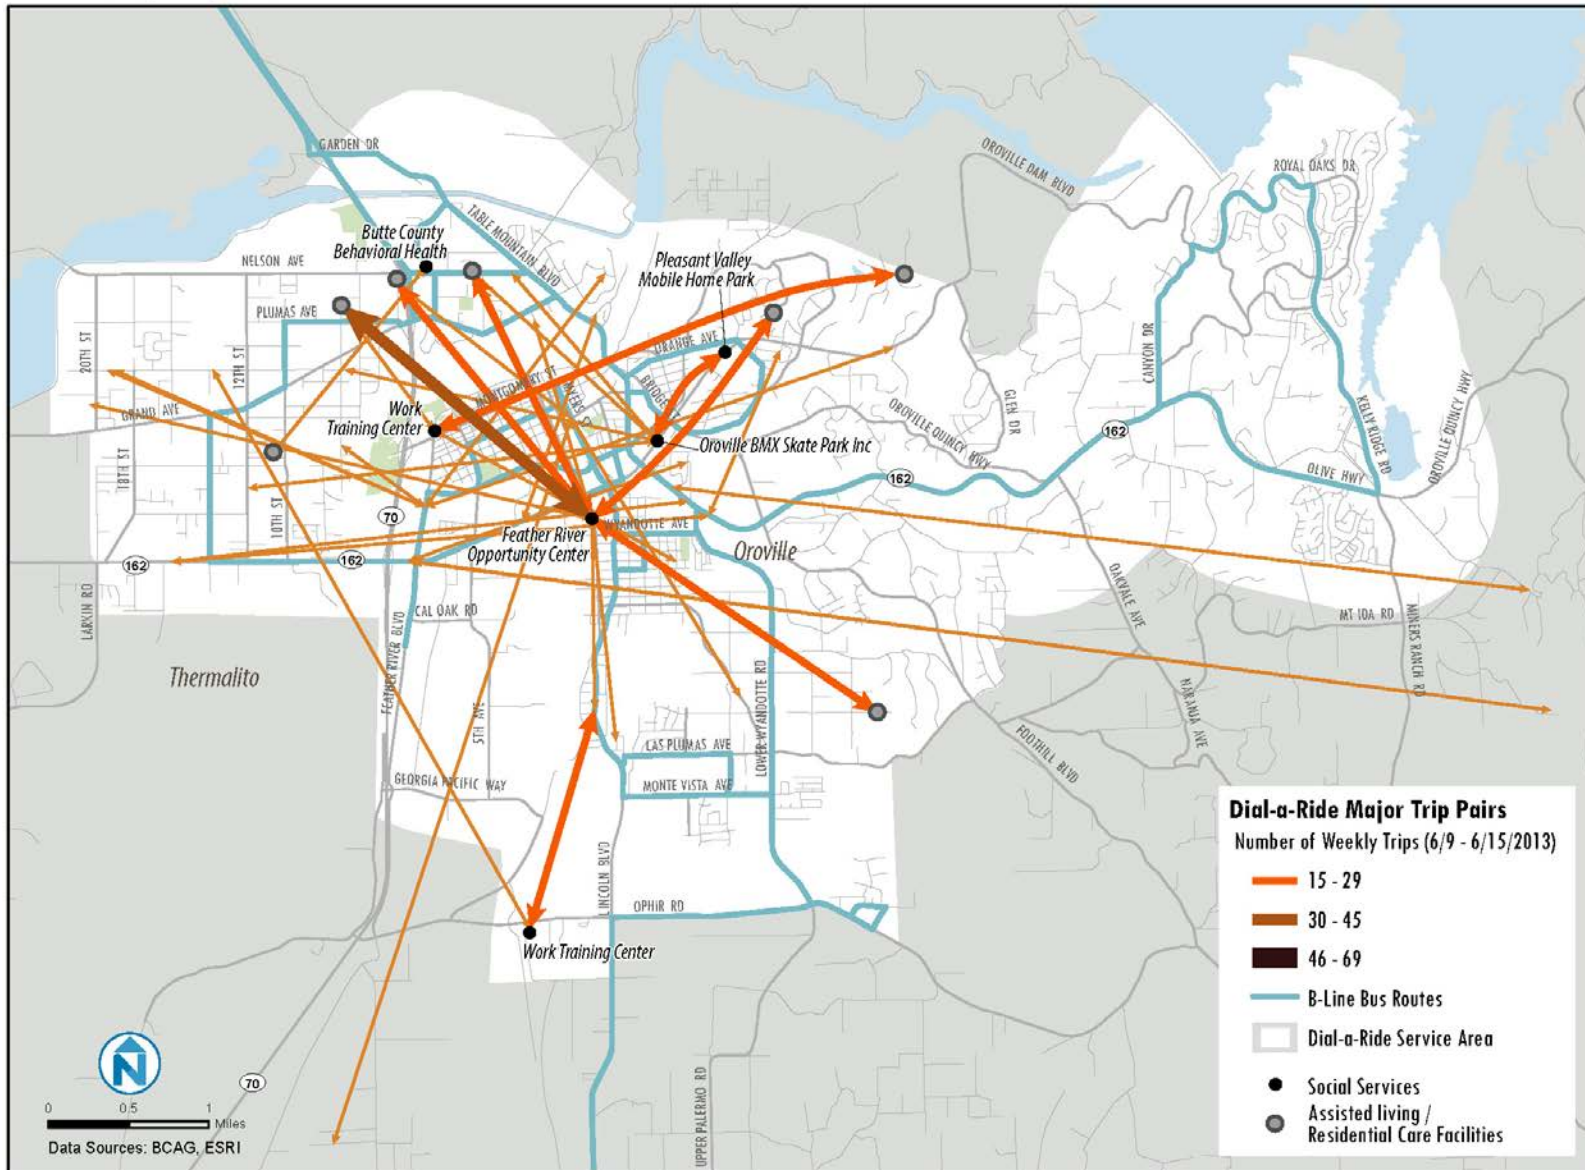 GARDEN DR
TABLE MOUNTAIN BLVD
OROVILLE DAM BLVD
ROYAL OAKS DR
Butte County
Behavioral Health
NELSON AVE
Pleasant Valley
Mobile Home Park
PLUMAS AVE
ORANGE AVE
20TH ST
12TH ST
MONTGOMERY ST
MYERS ST
BRIDGE ST
CANYON DR
GLEN DR
KELLY RIDGE RD
OROVILLE QUINCY HWY
GRAND AVE
Work
Training Center
OROVILLE QUINCY HWY
162
Oroville BMX Skate Park Inc
18TH ST
10TH ST
162
OLIVE HWY
70
WYANDOTTE AVE
Feather River
Opportunity Center
Oroville
162
162
LARKIN RD
CAL OAK RD
OAKVALE AVE
MT IDA RD
MINERS RANCH RD
FEATHER RIVER BLVD
Thermalito
5TH AVE
LOWER WYANDOTTE RD
NARANJA AVE
LAS PLUMAS AVE
FOOTHILL BLVD
GEORGIA PACIFIC WAY
MONTE VISTA AVE
LINCOLN BLVD
OPHIR RD
Work Training Center
70
UPPER PALERMO RD
Dial-a-Ride Major Trip Pairs
Number of Weekly Trips (6/9 - 6/15/2013)
15 - 29
30 - 45
46 - 69
B-Line Bus Routes
Dial-a-Ride Service Area
Social Services
Assisted living /
Residential Care Facilities
N
0 0.5 1
Miles
Data Sources: BCAG, ESRI